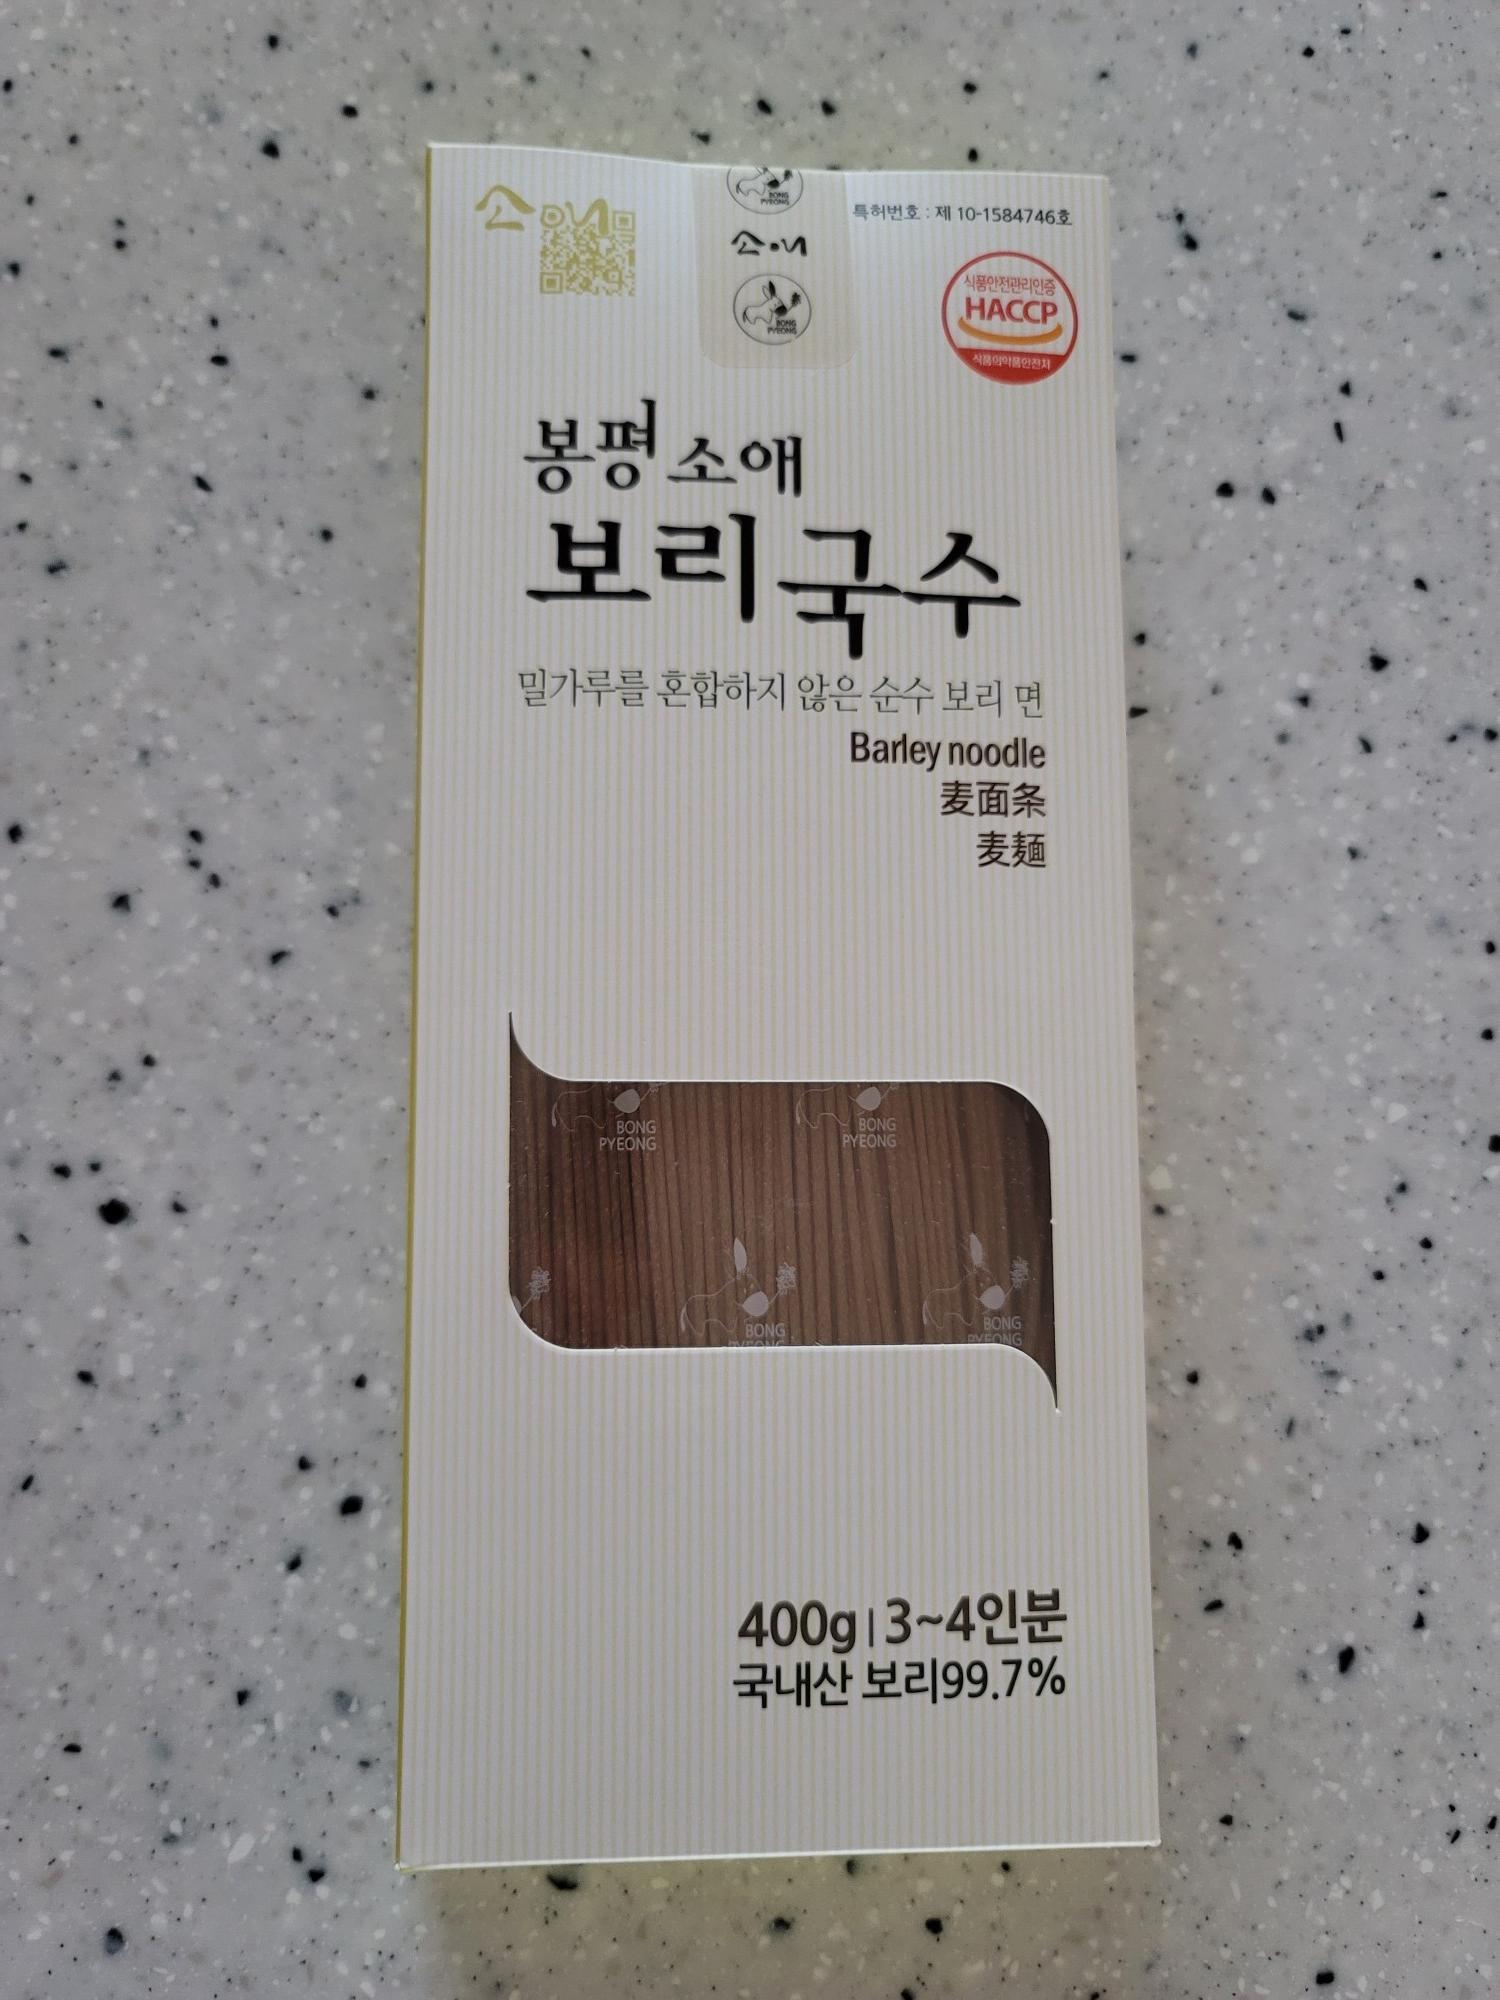 소애
BONG
PYEONG
소애
BONG
PYEONG
특허번호 : 제 10-1584746호
식품안전관리인증
HACCP
식품의약품안전처
봉평 소애
보리국수
밀가루를 혼합하지 않은 순수 보리 면
Barley noodle
麦面条
麦麺
BONG
PYEONG
BONG
PYEONG
BONG
PYEONG
BONG
PYEONG
400g | 3~4인분
국내산 보리99.7%